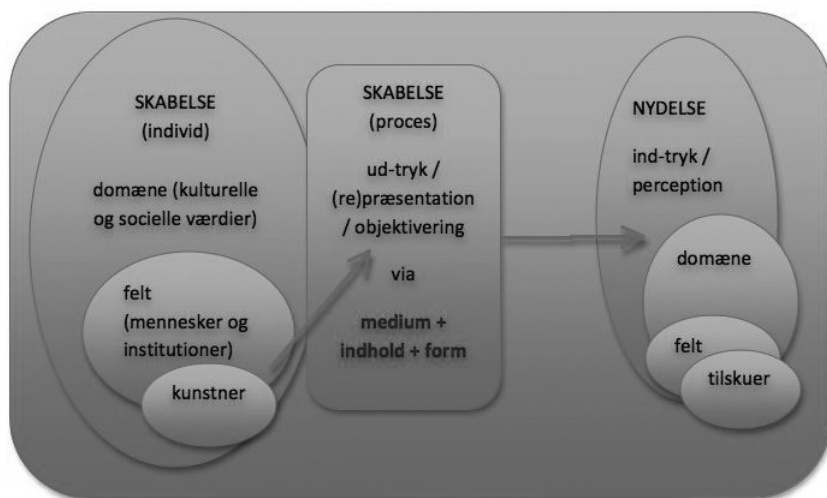 SKABELSE
(individ)
domæne (kulturelle
og socielle værdier)
felt
(mennesker og
institutioner)
kunstner
SKABELSE
(proces)
ud-tryk /
(re)præsentation
/ objektivering
via
medium +
indhold + form
NYDELSE
ind-tryk /
perception
domæne
felt
tilskuer